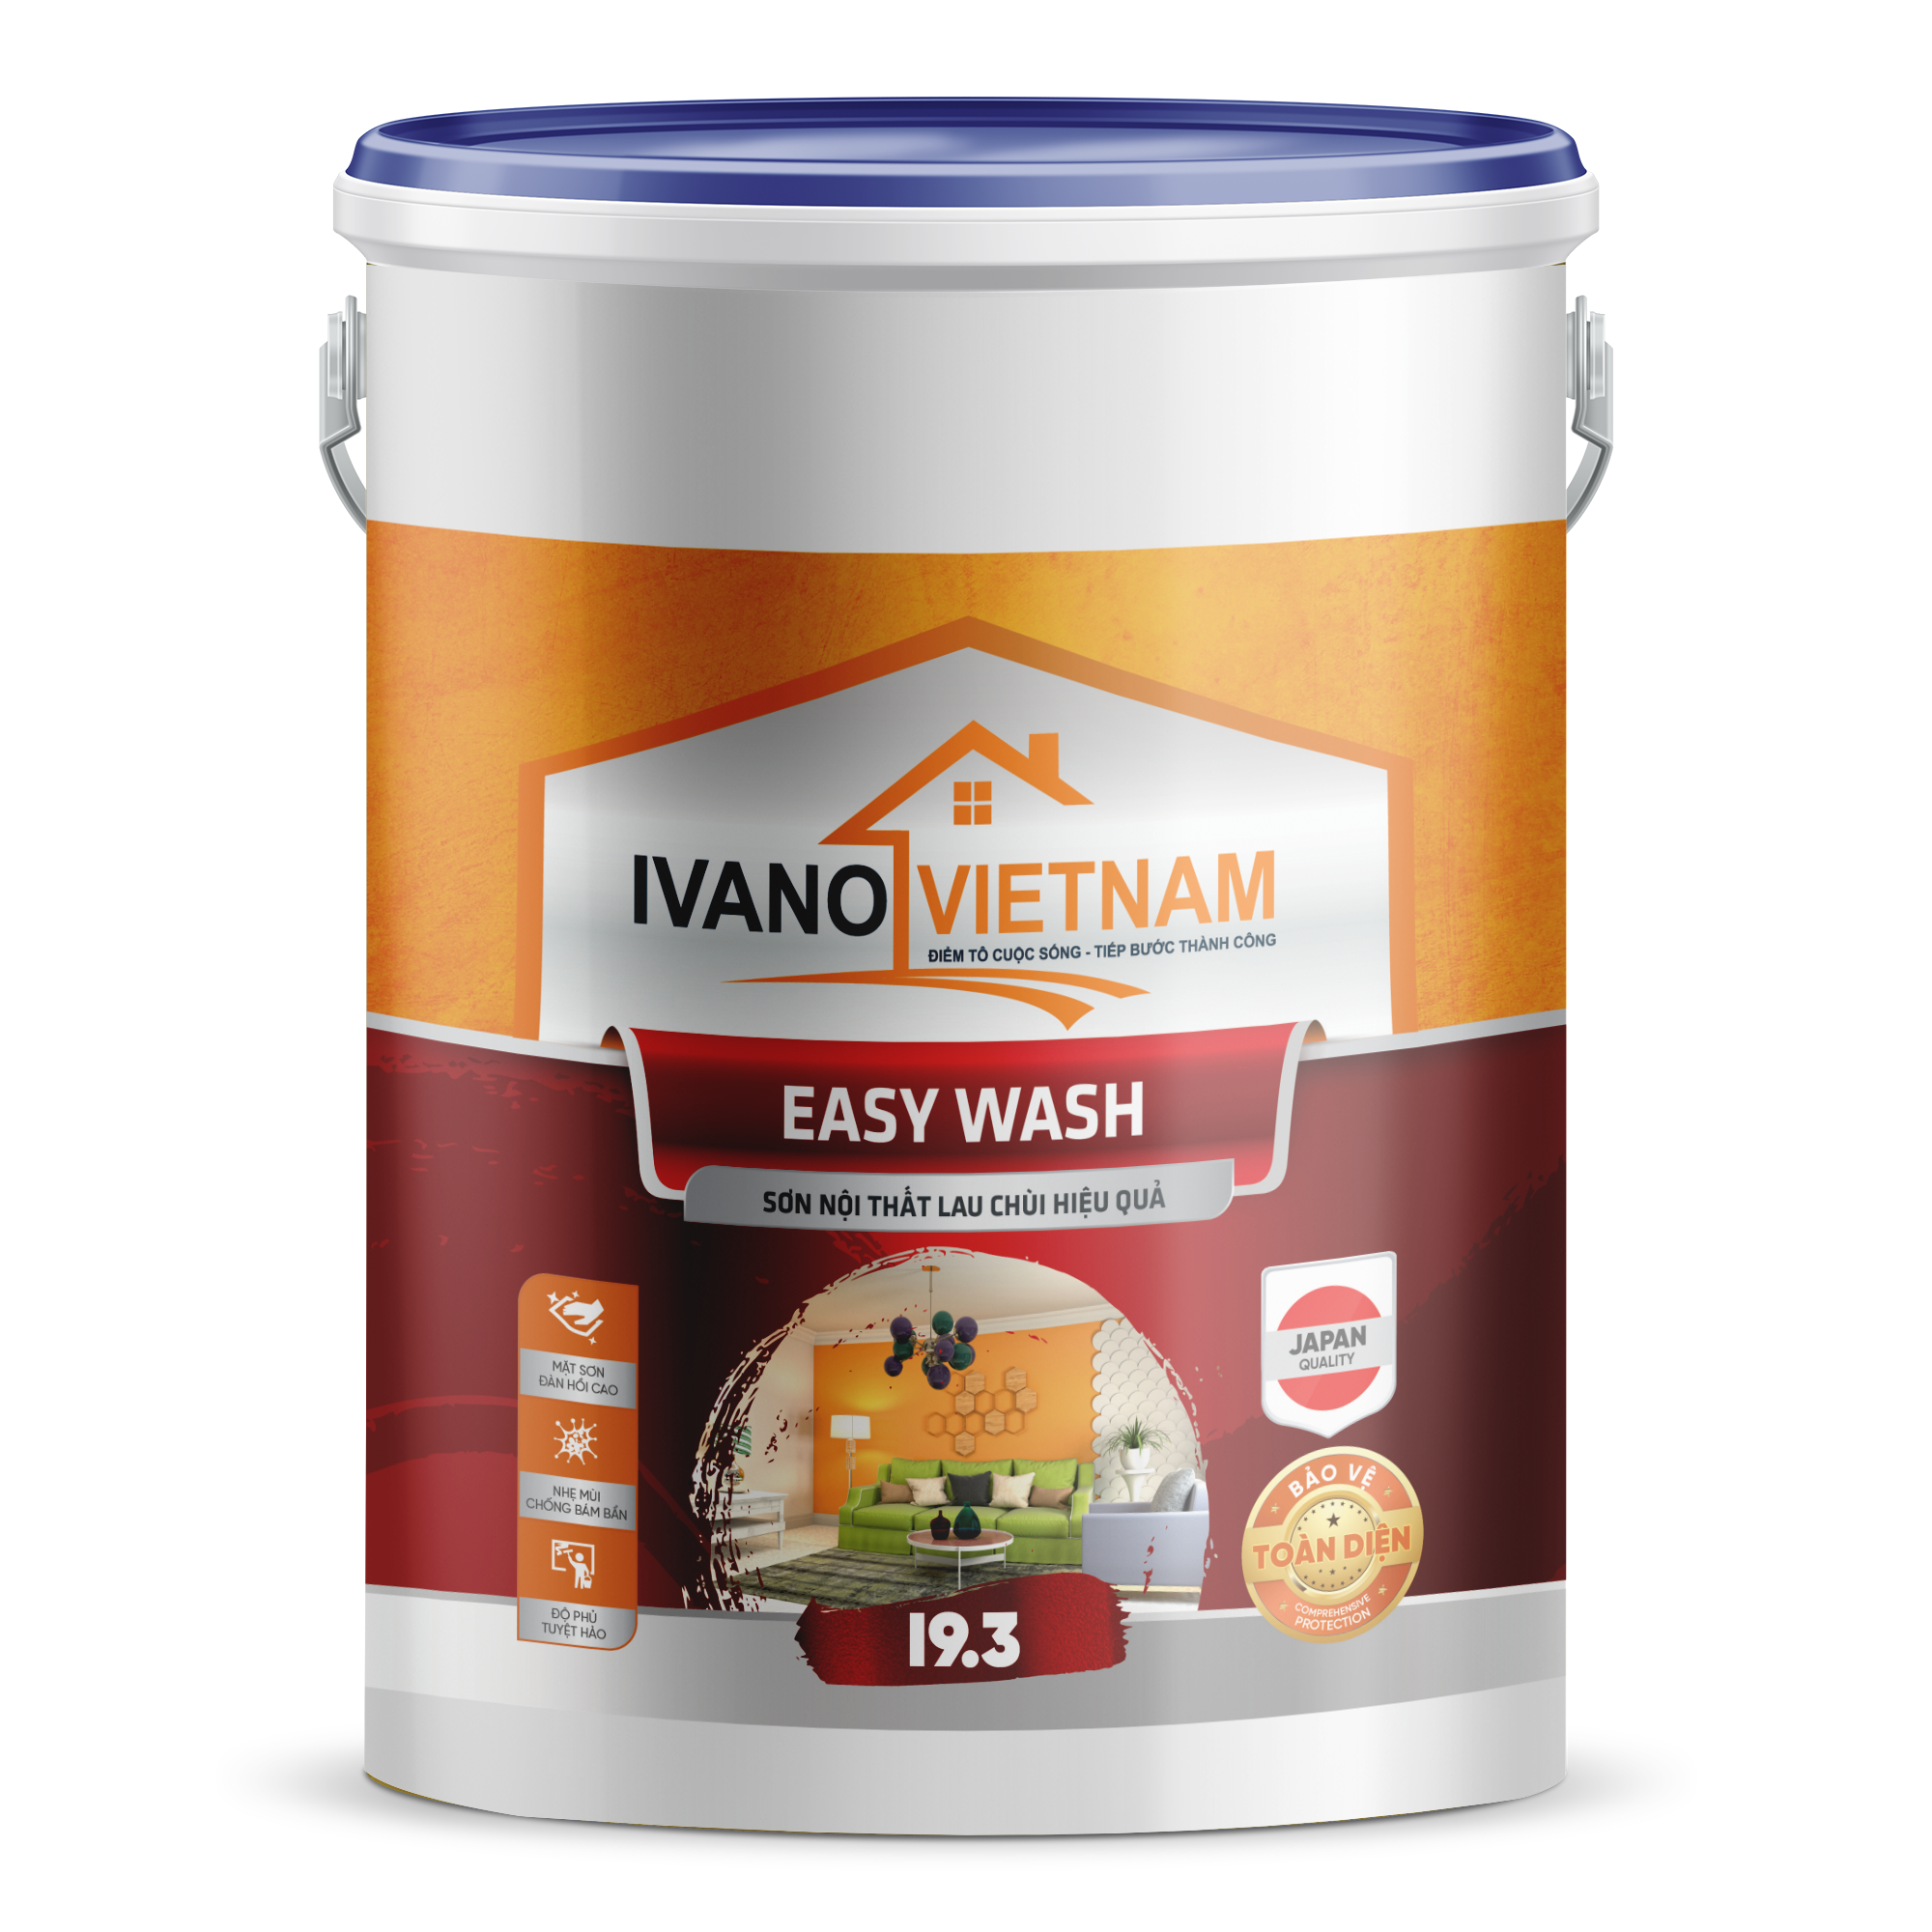 IVANO VIETNAM
ĐIỂM TÔ CUỘC SỐNG - TIẾP BƯỚC THÀNH CÔNG
EASY WASH
SƠN NỘI THẤT LAU CHÙI HIỆU QUẢ
MẶT SƠN
ĐÀN HỒI CAO
NHẸ MÙI
CHỐNG BÁM BẨN
ĐỘ PHỦ
TUYỆT HẢO
JAPAN
QUALITY
BẢO VỆ
TOÀN DIỆN
COMPREHENSIVE
PROTECTION
I9.3